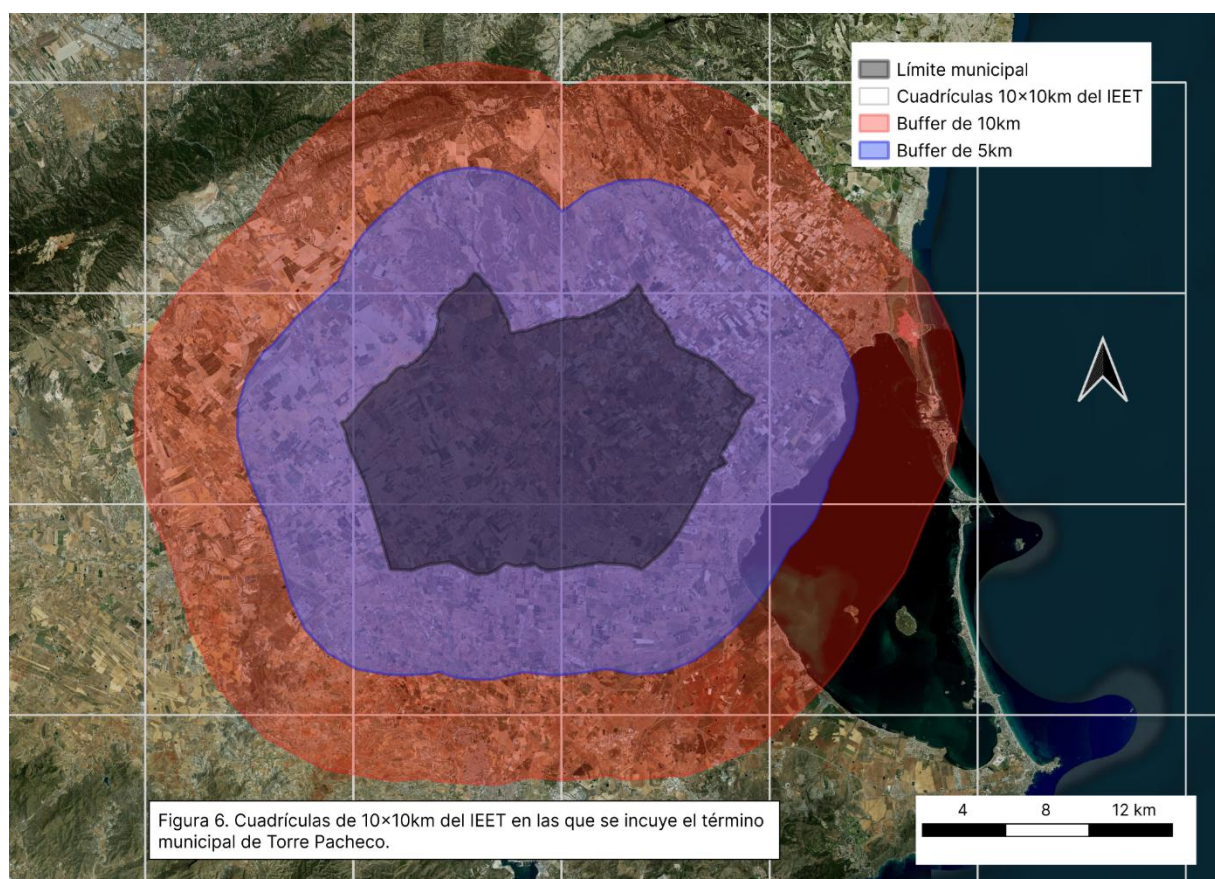 Límite municipal
Cuadrículas 10×10km del IEET
Buffer de 10km
Buffer de 5km
4 8 12 km
Figura 6. Cuadrículas de 10×10km del IEET en las que se incuye el término
municipal de Torre Pacheco.